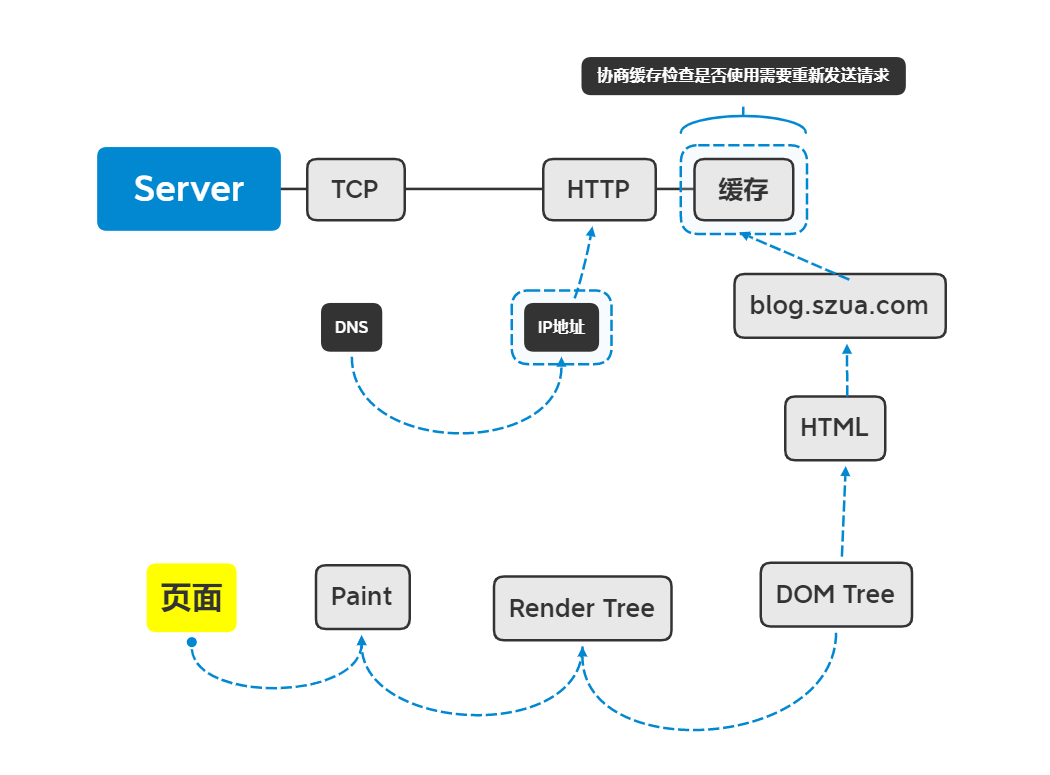 协商缓存检查是否使用需要重新发送请求
Server
TCP
HTTP
缓存
DNS
IP地址
blog.szua.com
HTML
页面
Paint
Render Tree
DOM Tree